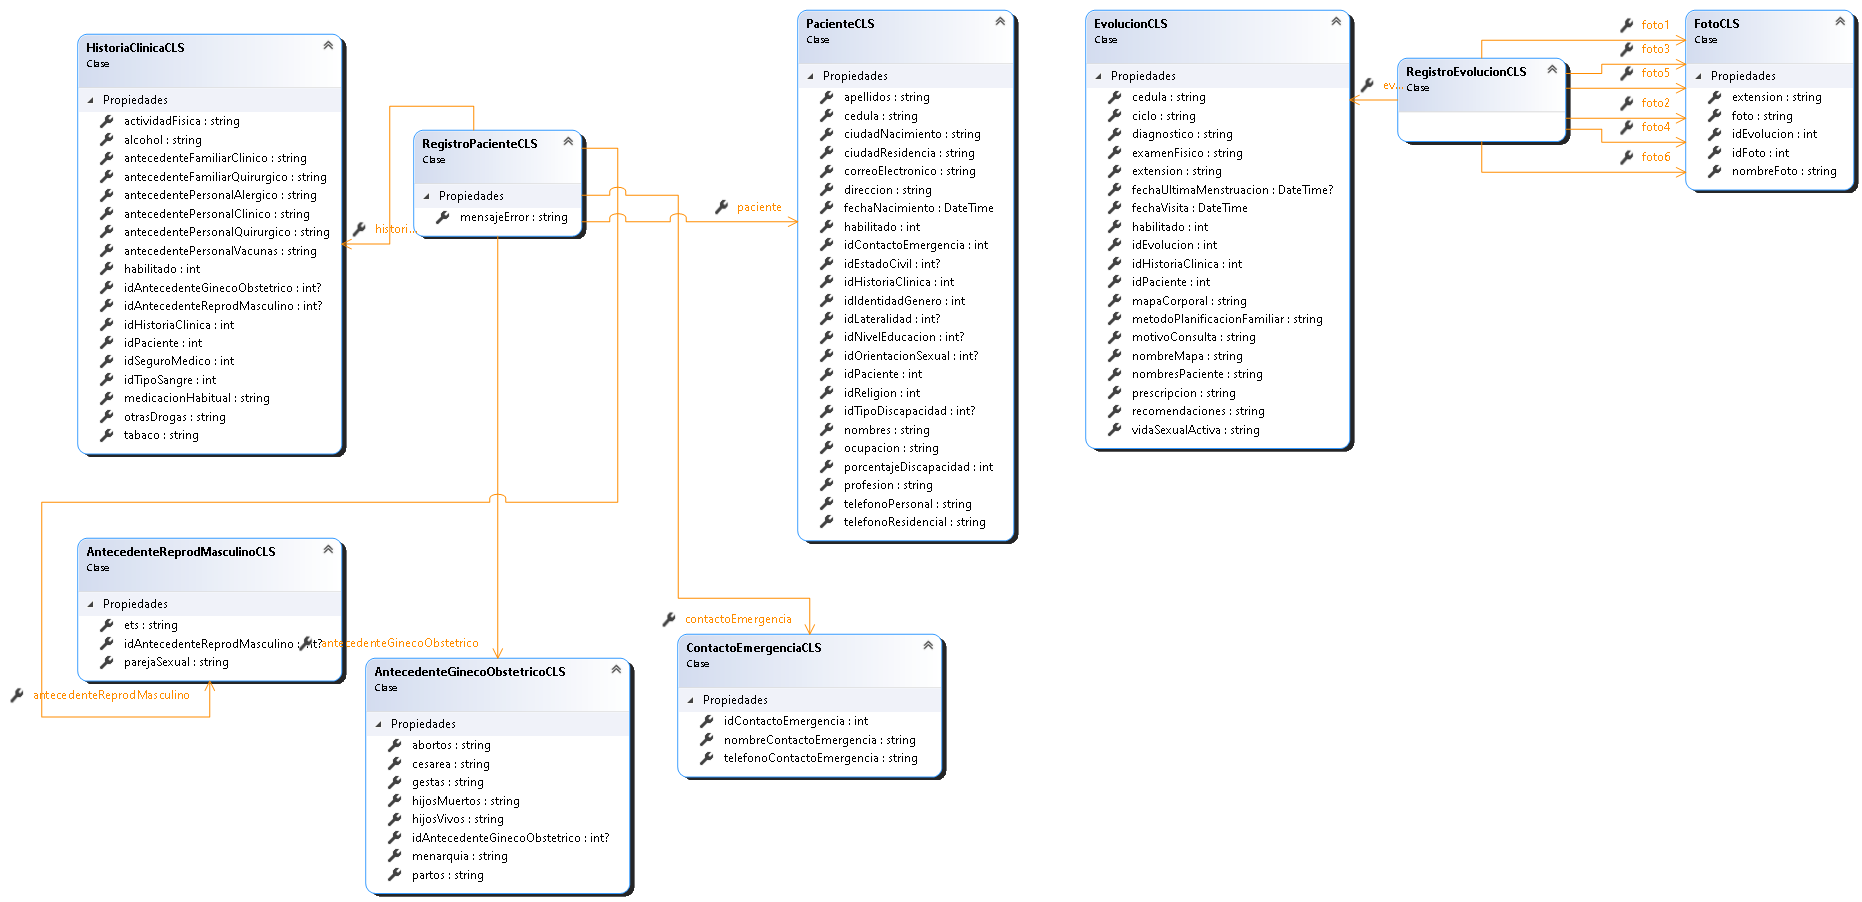 HistoriaClinicaCLS
Clase
Propiedades
actividadFisica : string
alcohol : string
antecedenteFamiliarClinico : string
antecedenteFamiliarQuirurgico : string
antecedentePersonalAlergico : string
antecedentePersonalClinico : string
antecedentePersonalQuirurgico : string
antecedentePersonalVacunas : string
habilitado : int
idAntecedenteGinecoObstetrico : int?
idAntecedenteReprodMasculino : int?
idHistoriaClinica : int
idPaciente : int
idSeguroMedico : int
idTipoSangre : int
medicacionHabitual : string
otrasDrogas : string
tabaco : string
histori...
RegistroPacienteCLS
Clase
Propiedades
mensajeError : string
paciente
PacienteCLS
Clase
Propiedades
apellidos : string
cedula : string
ciudadNacimiento : string
ciudadResidencia : string
correoElectronico : string
direccion : string
fechaNacimiento : DateTime
habilitado : int
idContactoEmergencia : int
idEstadoCivil : int?
idHistoriaClinica : int
idIdentidadGenero : int
idLateralidad : int?
idNivelEducacion : int?
idOrientacionSexual : int?
idPaciente : int
idReligion : int
idTipoDiscapacidad : int?
nombres : string
ocupacion : string
porcentajeDiscapacidad : int
profesion : string
telefonoPersonal : string
telefonoResidencial : string
EvolucionCLS
Clase
Propiedades
cedula : string
ciclo : string
diagnostico : string
examenFisico : string
extension : string
fechaUltimaMenstruacion : DateTime?
fechaVisita : DateTime
habilitado : int
idEvolucion : int
idHistoriaClinica : int
idPaciente : int
mapaCorporal : string
metodoPlanificacionFamiliar : string
motivoConsulta : string
nombreMapa : string
nombresPaciente : string
prescripcion : string
recomendaciones : string
vidaSexualActiva : string
ev...
RegistroEvolucionCLS
Clase
foto1
foto3
foto5
foto2
foto4
foto6
FotoCLS
Clase
Propiedades
extension : string
foto : string
idEvolucion : int
idFoto : int
nombreFoto : string
AntecedenteReprodMasculinoCLS
Clase
Propiedades
ets : string
idAntecedenteReprodMasculino : int?
parejaSexual : string
antecedenteReprodMasculino
antecedenteGinecoObstetrico
AntecedenteGinecoObstetricoCLS
Clase
Propiedades
abortos : string
cesarea : string
gestas : string
hijosMuertos : string
hijosVivos : string
idAntecedenteGinecoObstetrico : int?
menarquia : string
partos : string
contactoEmergencia
ContactoEmergenciaCLS
Clase
Propiedades
idContactoEmergencia : int
nombreContactoEmergencia : string
telefonoContactoEmergencia : string